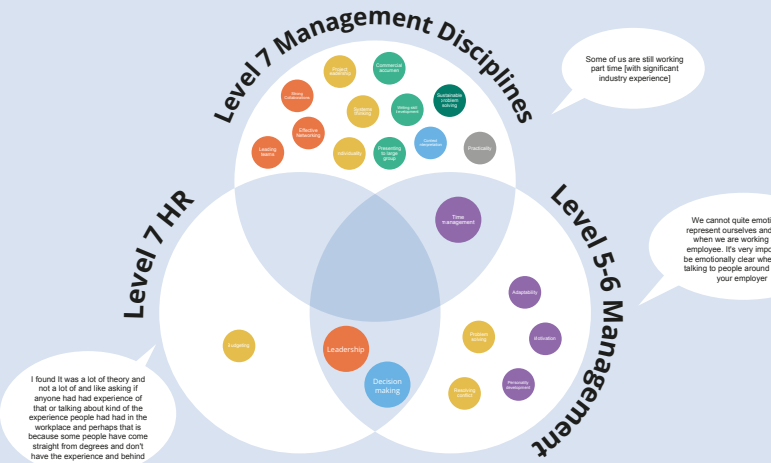 Level 7 Management Disciplines
Some of us are still working
part time [with significant
industry experience]
Commercial
acumen
Project
leadership
Strong
Collaborations
Systems
thinking
Sustainable
problem
solving
Effective
Networking
Leading
teams
Individuality
Presenting
to large
group
Context
Practicality
Level 7 HR
Time
management
Level 5-6 Management
We cannot quite
represent ourselves and
when we are working
employee. It's very
be emotionally clear
talking to people around
your employer
Adaptability
Problem
solving
Motivation
Budgeting
Leadership
Decision
making
Personality
development
Resolving
conflict
I found It was a lot of theory and
not a lot of and like asking if
anyone had had experience of
that or talking about kind of the
experience people had had in the
workplace and perhaps that is
because some people have come
straight from degrees and don't
have the experience and behind